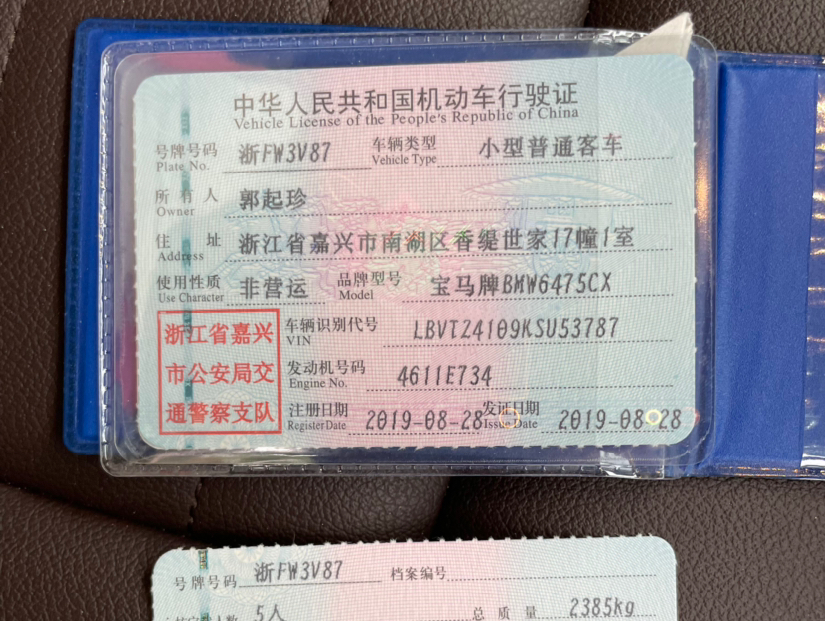 中华人民共和国机动车行驶证
Vehicle License of the People's Republic of China
号牌号码 浙FW3V87 车辆类型 小型普通客车
Plate No. Vehicle Type
所有人 郭起珍
Owner
住址 浙江省嘉兴市南湖区香缇世家17幢1室
Address
使用性质 非营运 品牌型号 宝马牌BMW6475CX
Use Character Model
浙江省嘉兴
市公安局交
通警察支队
车辆识别代号 LBVTZ4109KSU53787
VIN
发动机号码 4611E734
Engine No.
注册日期 2019-08-28 发证日期 2019-08-28
Register Date Issue Date
号牌号码 浙FW3V87 档案编号
5人 总质量 2385kg